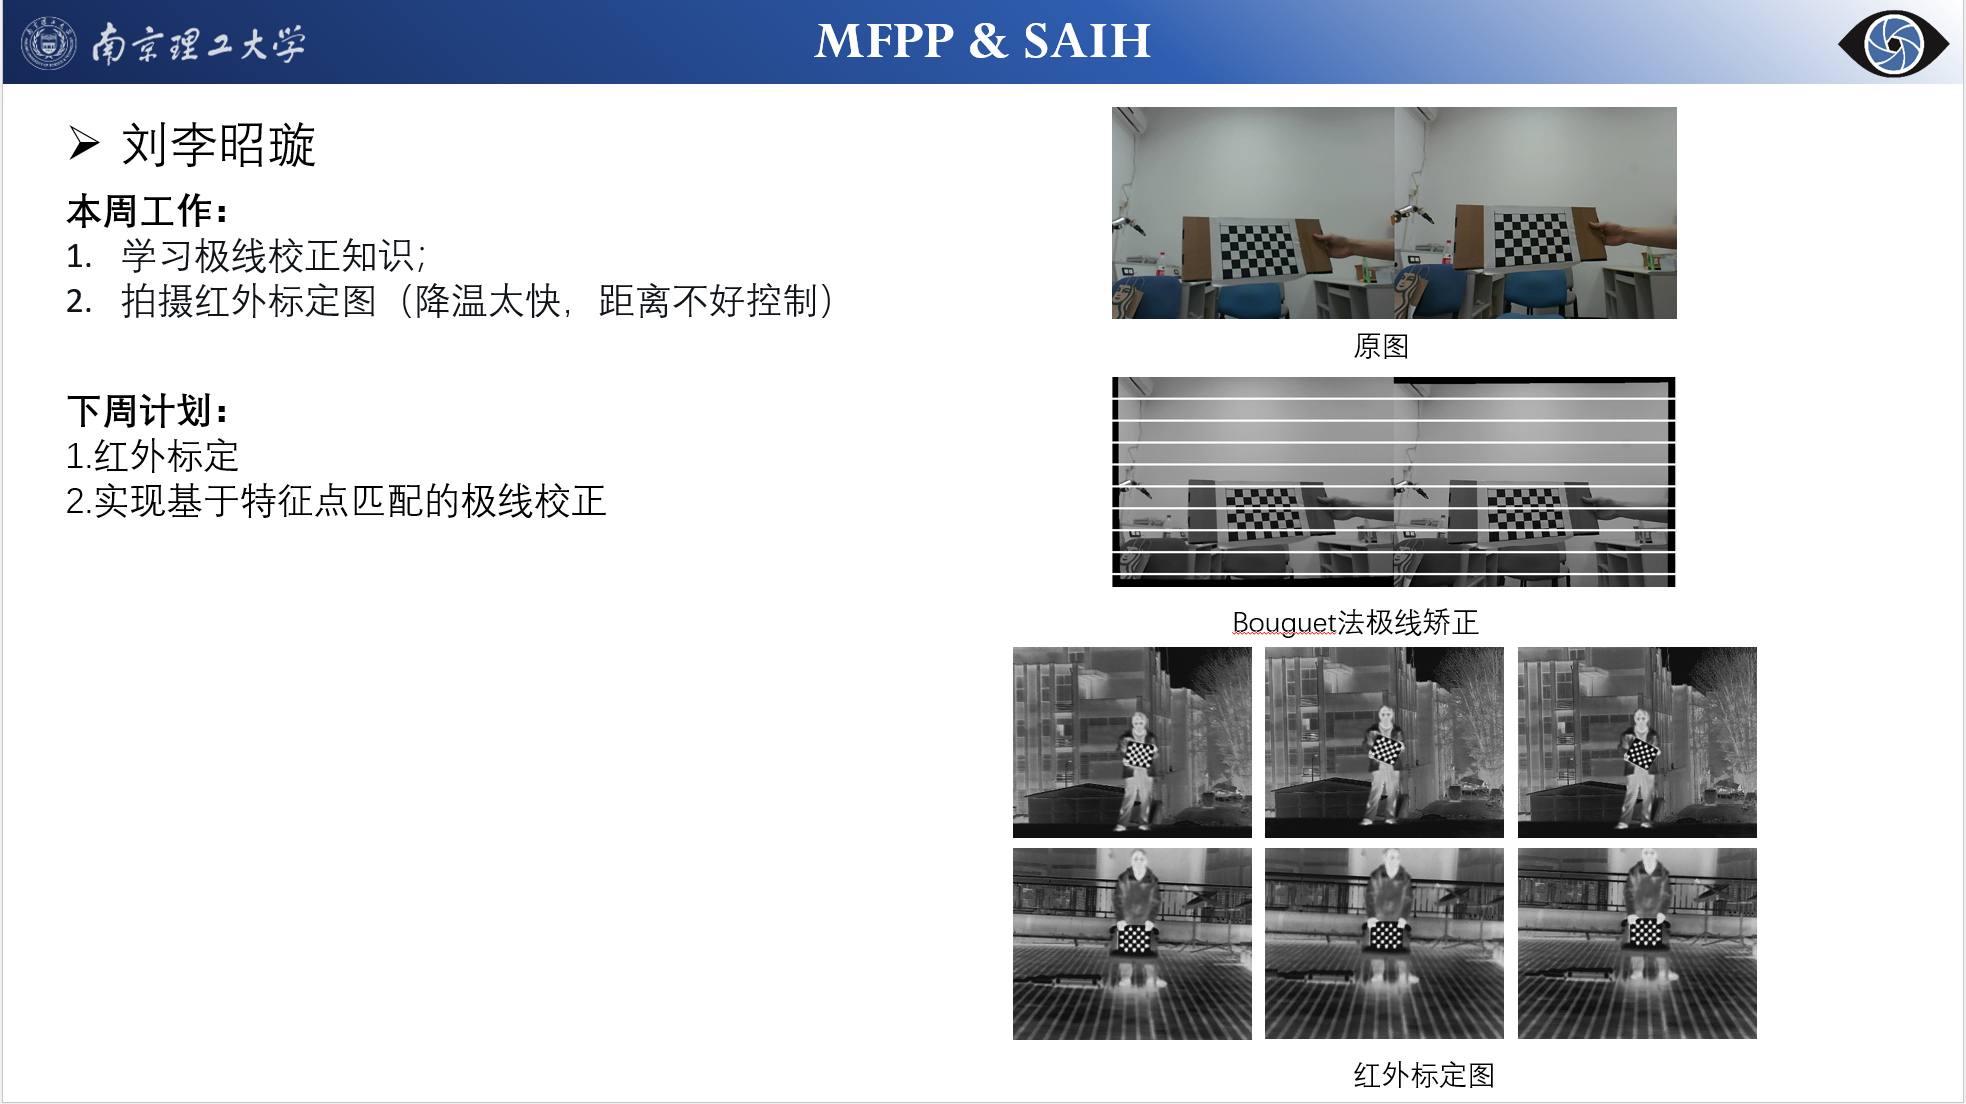 南京理工大学
MFPP & SAIH
➢ 刘李昭璇
本周工作：
1. 学习极线校正知识；
2. 拍摄红外标定图（降温太快，距离不好控制）
下周计划：
1.红外标定
2.实现基于特征点匹配的极线校正
原图
Bouguet法极线矫正
红外标定图